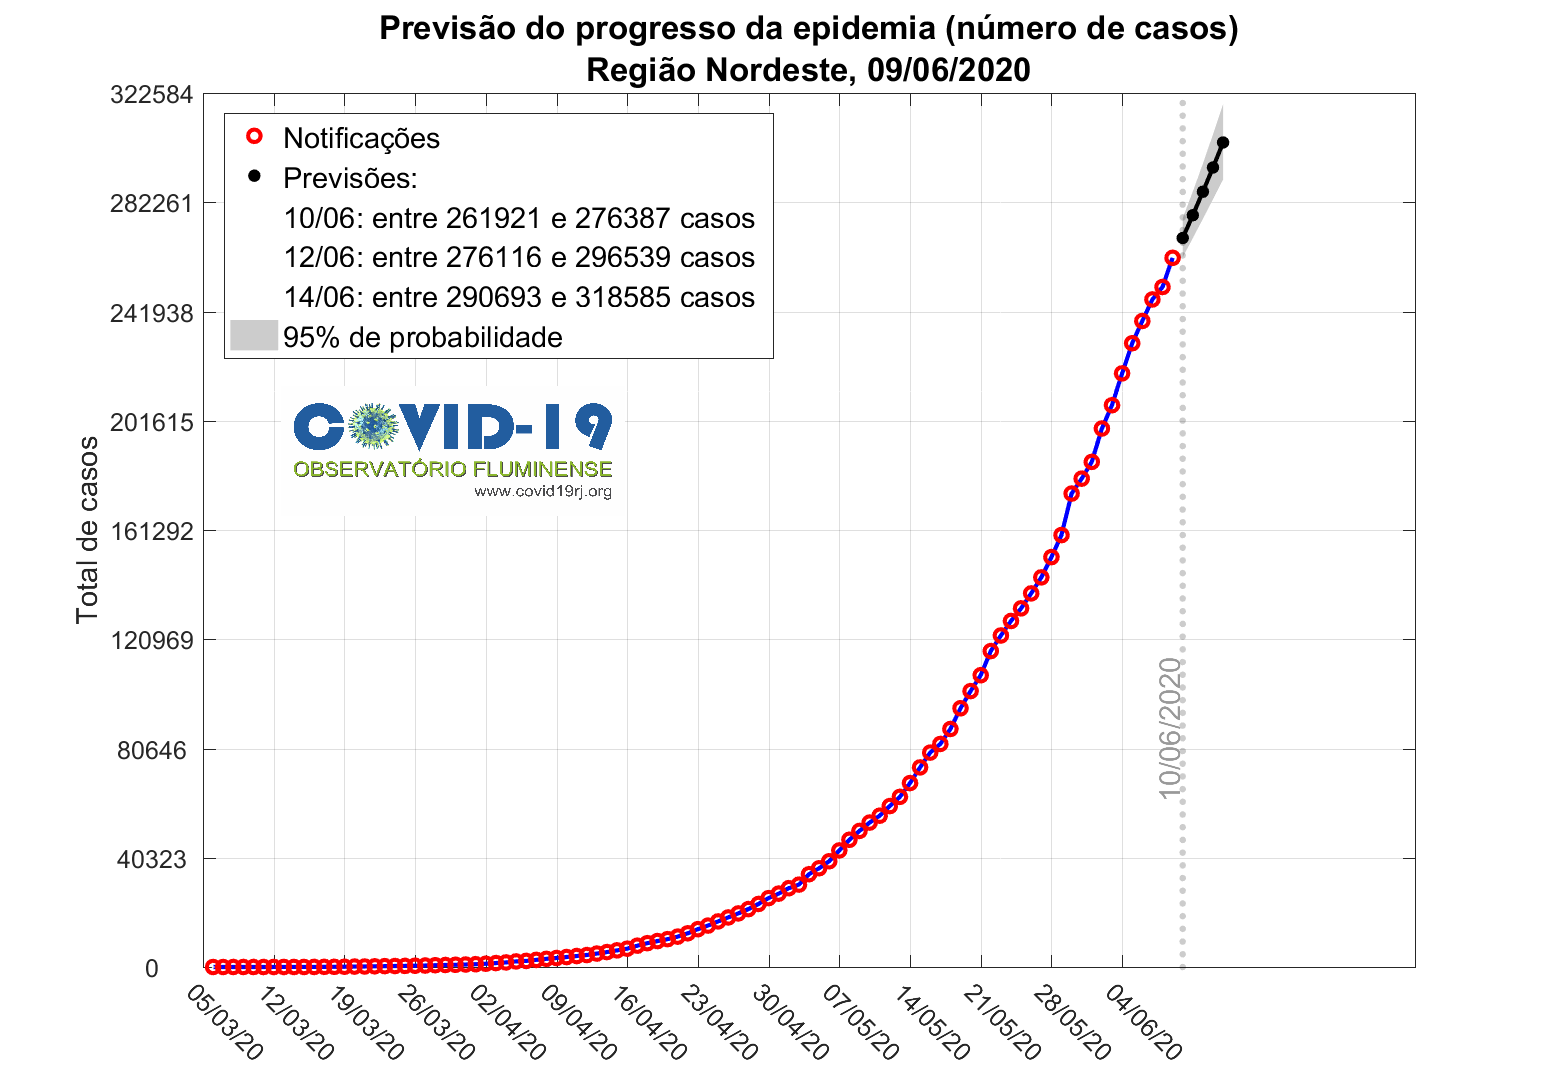 Previsão do progresso da epidemia (número de casos)
Região Nordeste, 09/06/2020
322584
282261
241938
201615
161292
120969
80646
40323
0
Total de casos
Notificações
Previsões:
10/06: entre 261921 e 276387 casos
12/06: entre 276116 e 296539 casos
14/06: entre 290693 e 318585 casos
95% de probabilidade
COVID-19
OBSERVATÓRIO FLUMINENSE
www.covid19rj.org
10/06/2020
05/03/20
12/03/20
19/03/20
26/03/20
02/04/20
09/04/20
16/04/20
23/04/20
30/04/20
07/05/20
14/05/20
21/05/20
28/05/20
04/06/20